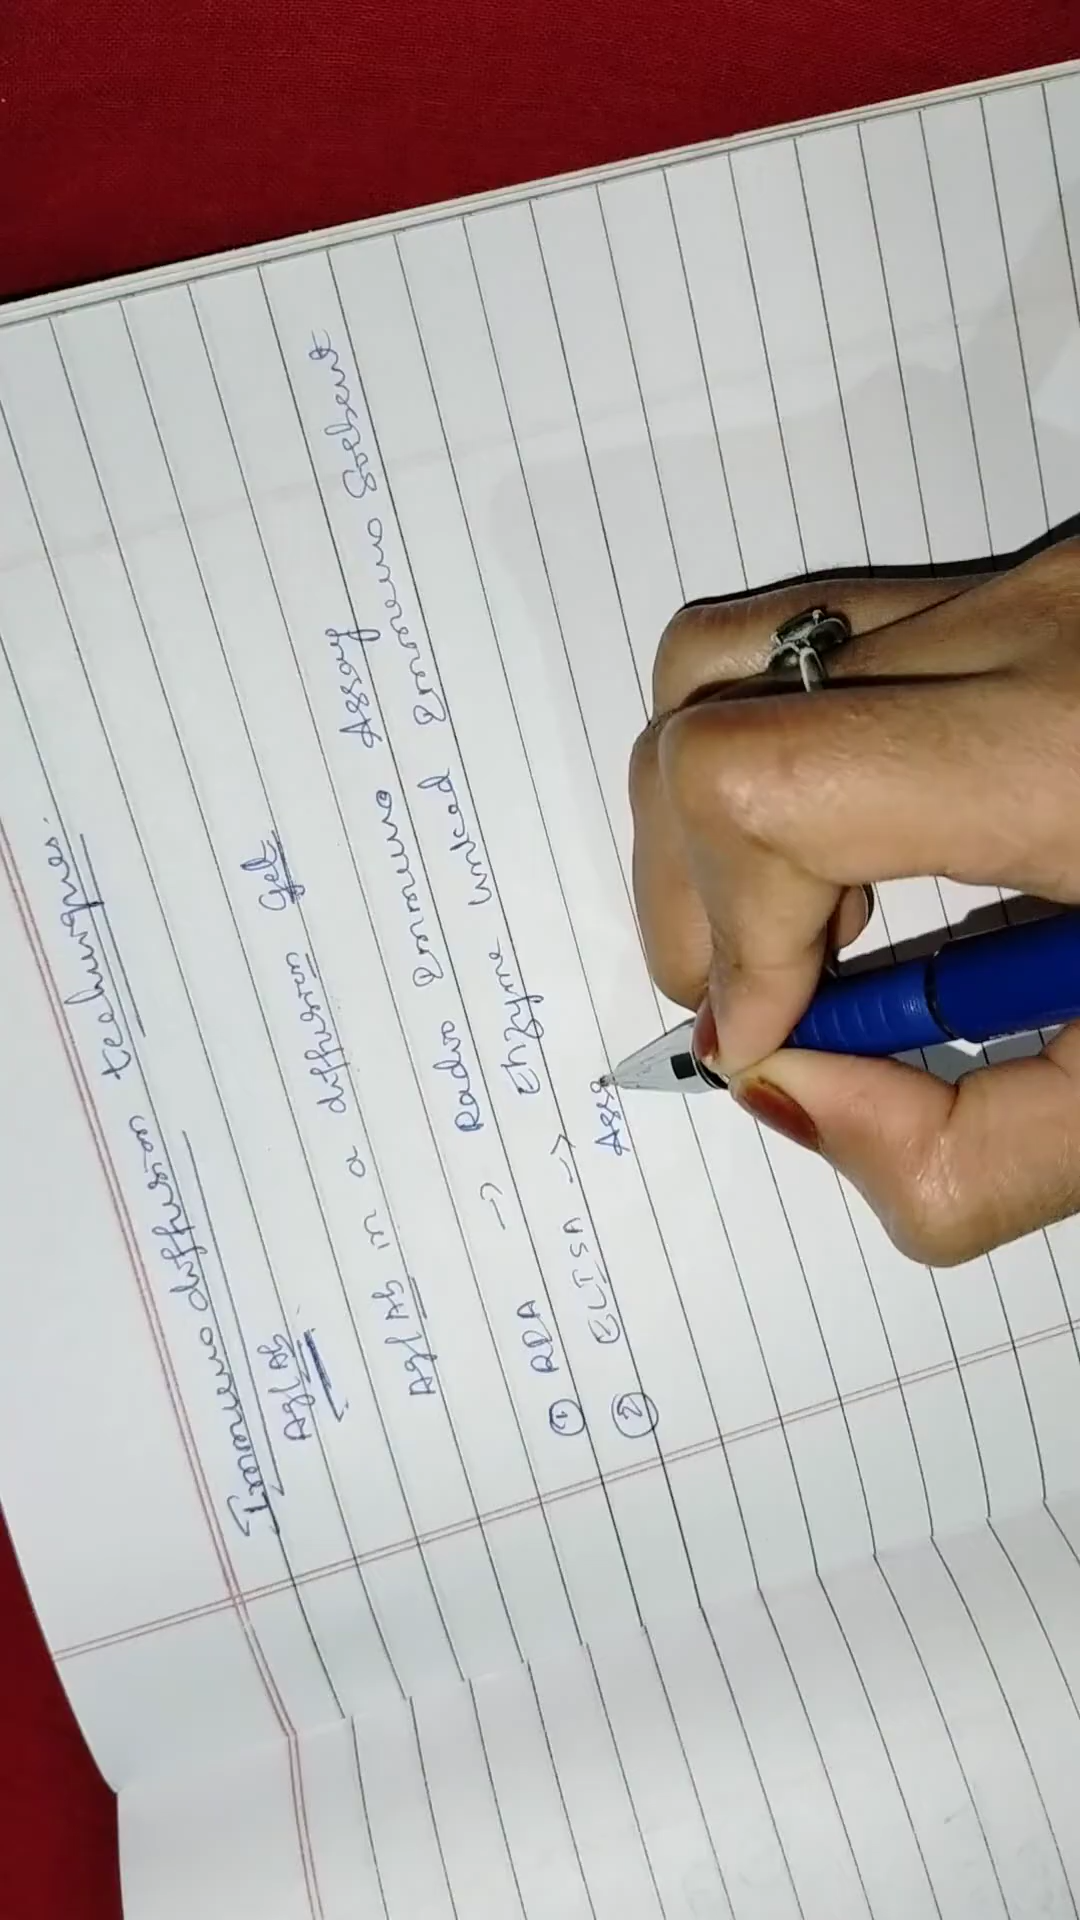 Immuno diffusion techniques.
Ag/Ab
Ag/Ab in a diffusion Gel
① RIA → Radio Immuno Assay
② ELISA → Enzyme linked Immuno Sorbent
Ass